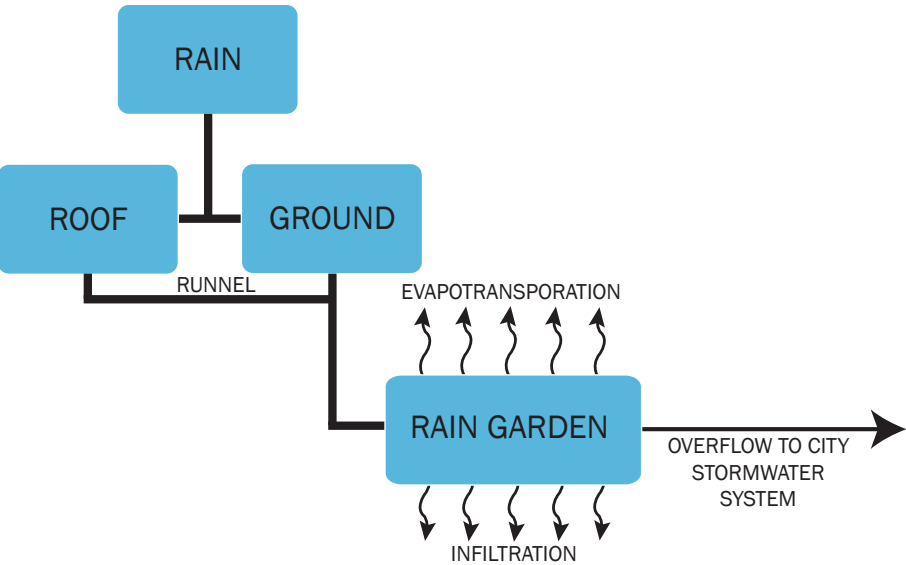 RAIN
ROOF
GROUND
RUNNEL
EVAPOTRANSPORATION
RAIN GARDEN
OVERFLOW TO CITY
STORMWATER
SYSTEM
INFILTRATION